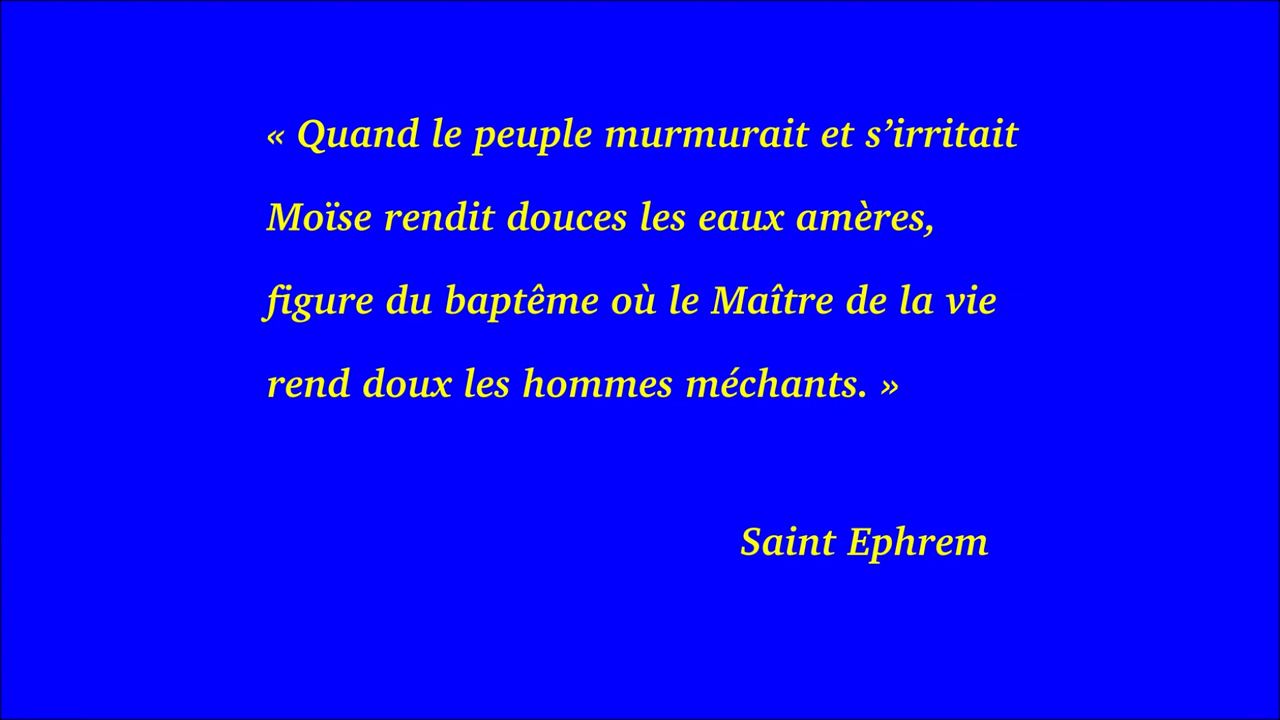 « Quand le peuple murmurait et s’irritait
Moïse rendit douces les eaux amères,
figure du baptême où le Maître de la vie
rend doux les hommes méchants. »
Saint Ephrem